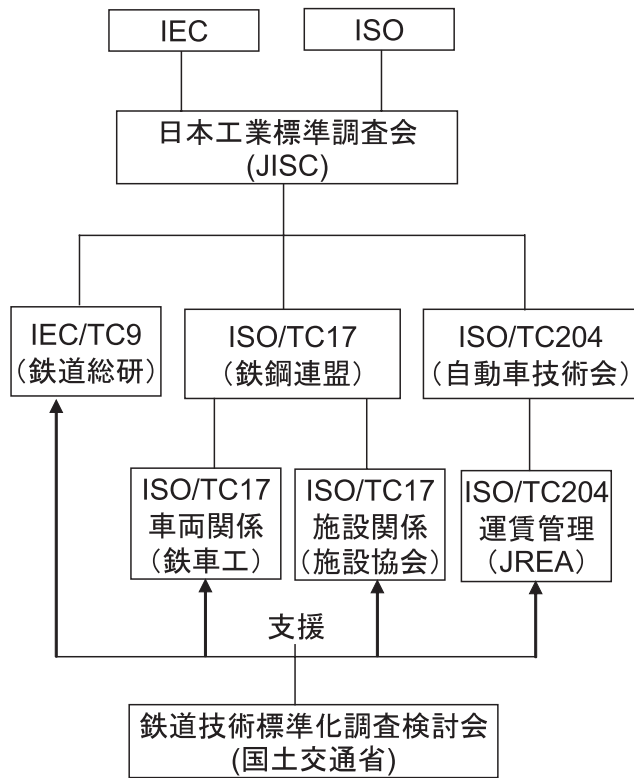 IEC
ISO
日本工業標準調査会
(JISC)
IEC/TC9
(鉄道総研)
ISO/TC17
(鉄鋼連盟)
ISO/TC204
(自動車技術会)
ISO/TC17
車両関係
(鉄車工)
ISO/TC17
施設関係
(施設協会)
ISO/TC204
運賃管理
(JREA)
支援
鉄道技術標準化調査検討会
(国土交通省)